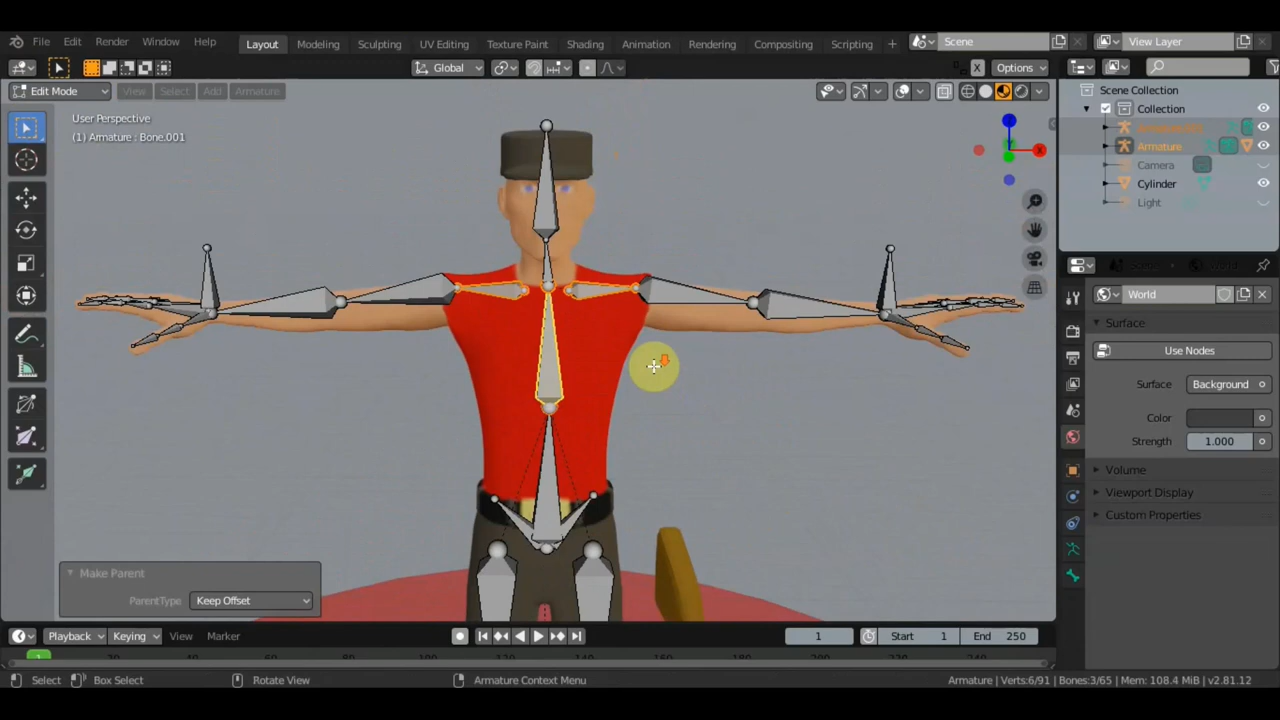 File Edit Render Window Help Layout Modeling Sculpting UV Editing Texture Paint Shading Animation Rendering Compositing Scripting + Scene View Layer
Global X Options
Edit Mode View Select Add Armature
User Perspective
(1) Armature : Bone.001
X
Scene Collection
Collection
Armature
Camera
Cylinder
Light
World
Surface
Use Nodes
Surface Background
Color
Strength 1.000
Volume
Viewport Display
Custom Properties
Make Parent
ParentType Keep Offset
Playback Keying View Marker 1 Start 1 End 250
1
Select Box Select Rotate View Armature Context Menu Armature | Verts:6/91 | Bones:3/65 | Mem: 108.4 MiB | v2.81.12